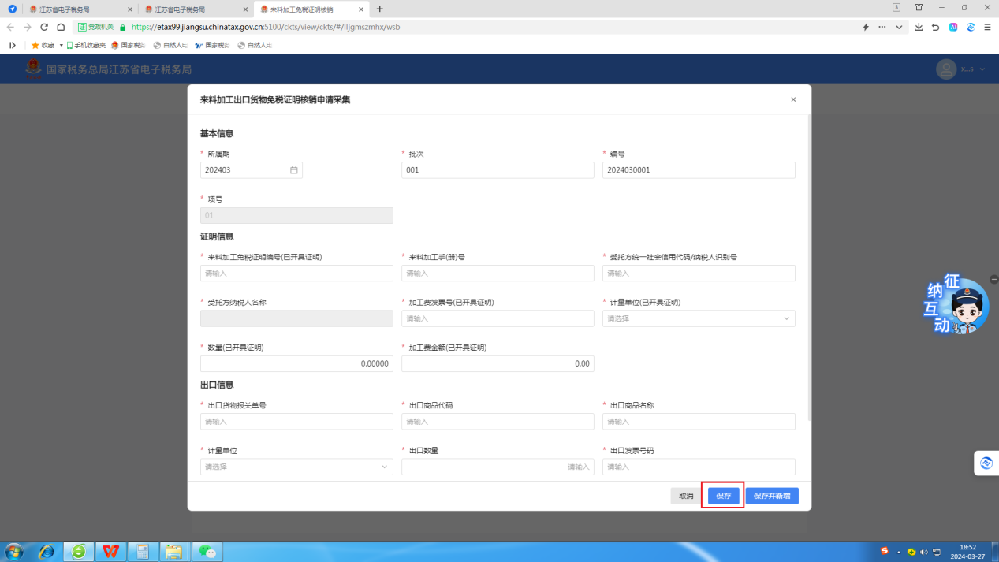 江苏省电子税务局 × 江苏省电子税务局 × 来料加工免税证明核销 × + 3
证 党政机关 https://etax99.jiangsu.chinatax.gov.cn:5100/ckts/view/ckts/#/lljgmszmhx/wsb
收藏 手机收藏夹 国家税务 自然人电 国家税务 自然人电
国家税务总局江苏省电子税务局
来料加工出口货物免税证明核销申请采集 ×
基本信息
* 所属期 * 批次 * 编号
202403 001 2024030001
* 项号
01
证明信息
* 来料加工免税证明编号(已开具证明) * 来料加工手(册)号 * 受托方统一社会信用代码/纳税人识别号
请输入 请输入 请输入
* 受托方纳税人名称 * 加工费发票号(已开具证明) * 计量单位(已开具证明)
请输入 请选择
* 数量(已开具证明) * 加工费金额(已开具证明)
0.00000 0.00
出口信息
* 出口货物报关单号 * 出口商品代码 * 出口商品名称
请输入 请输入 请输入
* 计量单位 * 出口数量 * 出口发票号码
请选择 请输入 请输入
取消 保存 保存并新增
征
纳
互
动
18:52
2024-03-27